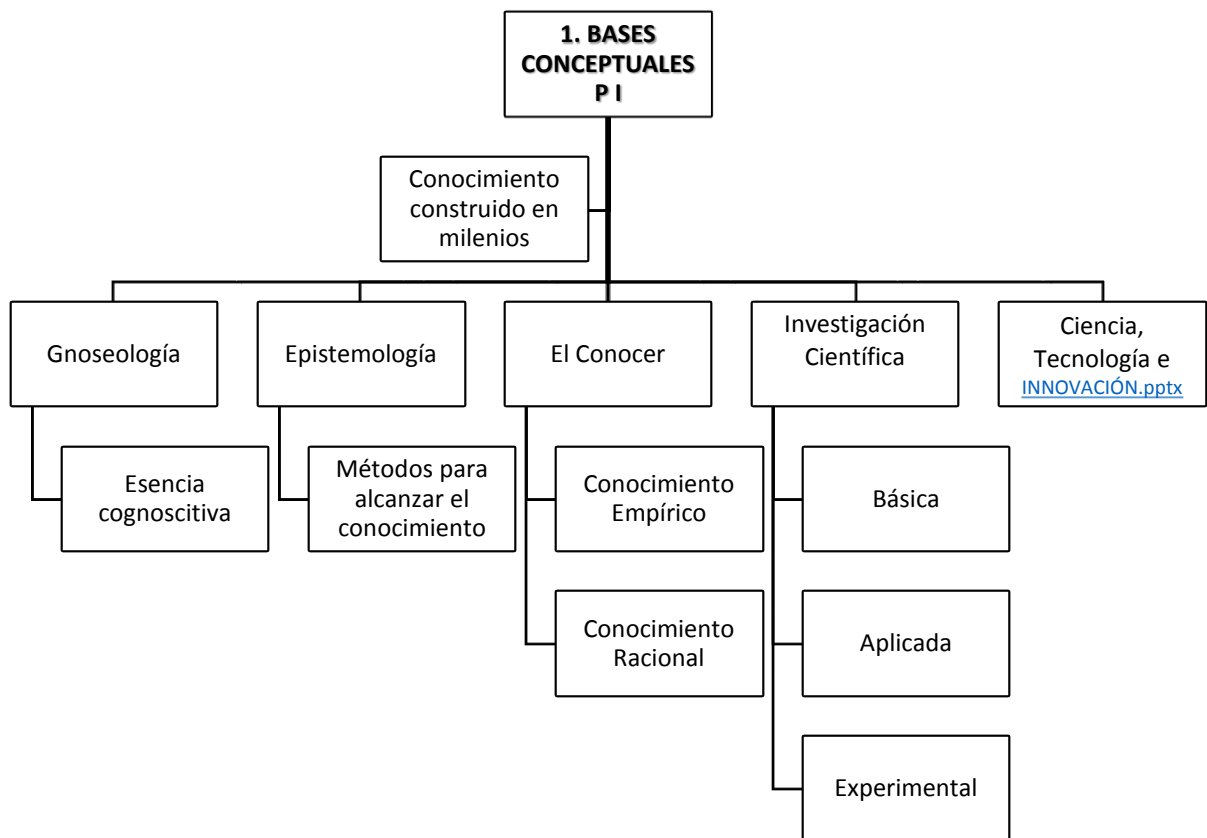 1. BASES
CONCEPTUALES
P I
Conocimiento
construido en
milenios
Gnoseología
Esencia
cognoscitiva
Epistemología
Métodos para
alcanzar el
conocimiento
El Conocer
Conocimiento
Empírico
Conocimiento
Racional
Investigación
Científica
Básica
Aplicada
Experimental
Ciencia,
Tecnología e
INNOVACIÓN.pptx